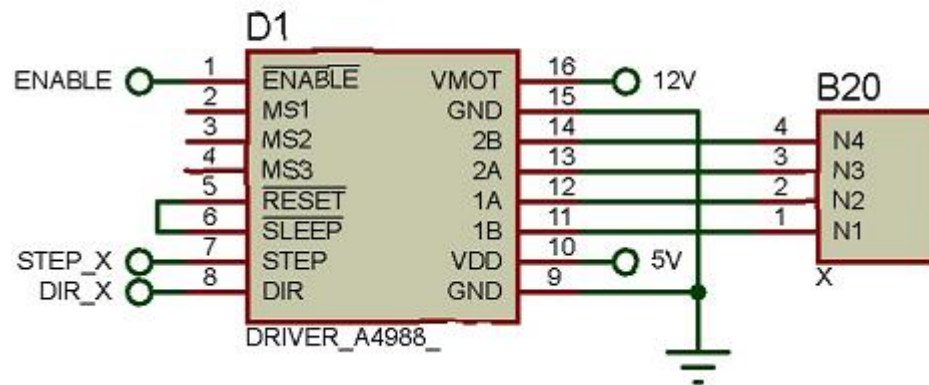 D1
B20
ENABLE 1 ENABLE VMOT 16 12V
2 MS1 GND 15
3 MS2 2B 14 4 N4
4 MS3 2A 13 3 N3
5 RESET 1A 12 2 N2
6 SLEEP 1B 11 1 N1
STEP_X 7 STEP VDD 10 5V
DIR_X 8 DIR GND 9
X
DRIVER_A4988_